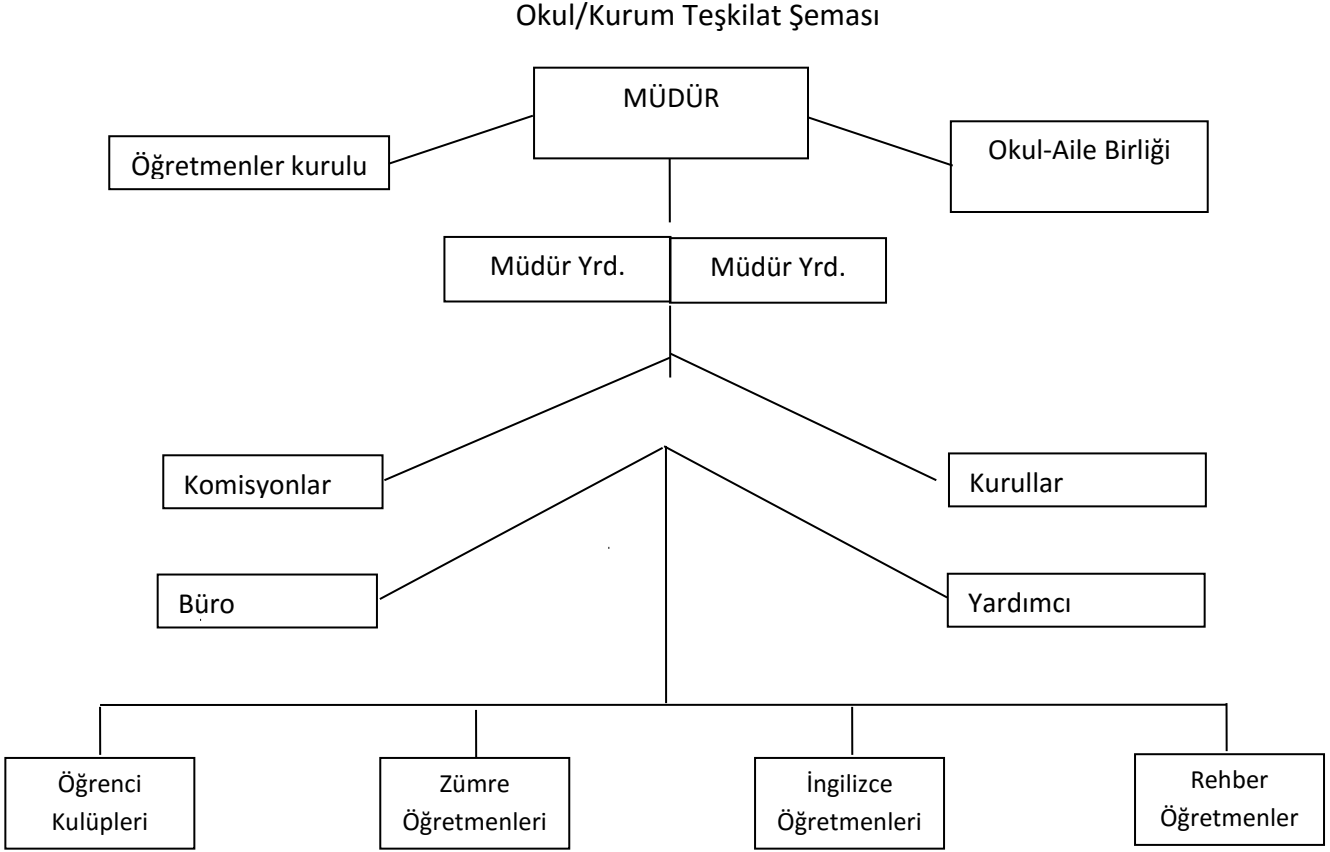 Okul/Kurum Teşkilat Şeması
MÜDÜR
Öğretmenler kurulu
Okul-Aile Birliği
Müdür Yrd.
Müdür Yrd.
Komisyonlar
Kurullar
Büro
Yardımcı
Öğrenci
Kulüpleri
Zümre
Öğretmenleri
İngilizce
Öğretmenleri
Rehber
Öğretmenler